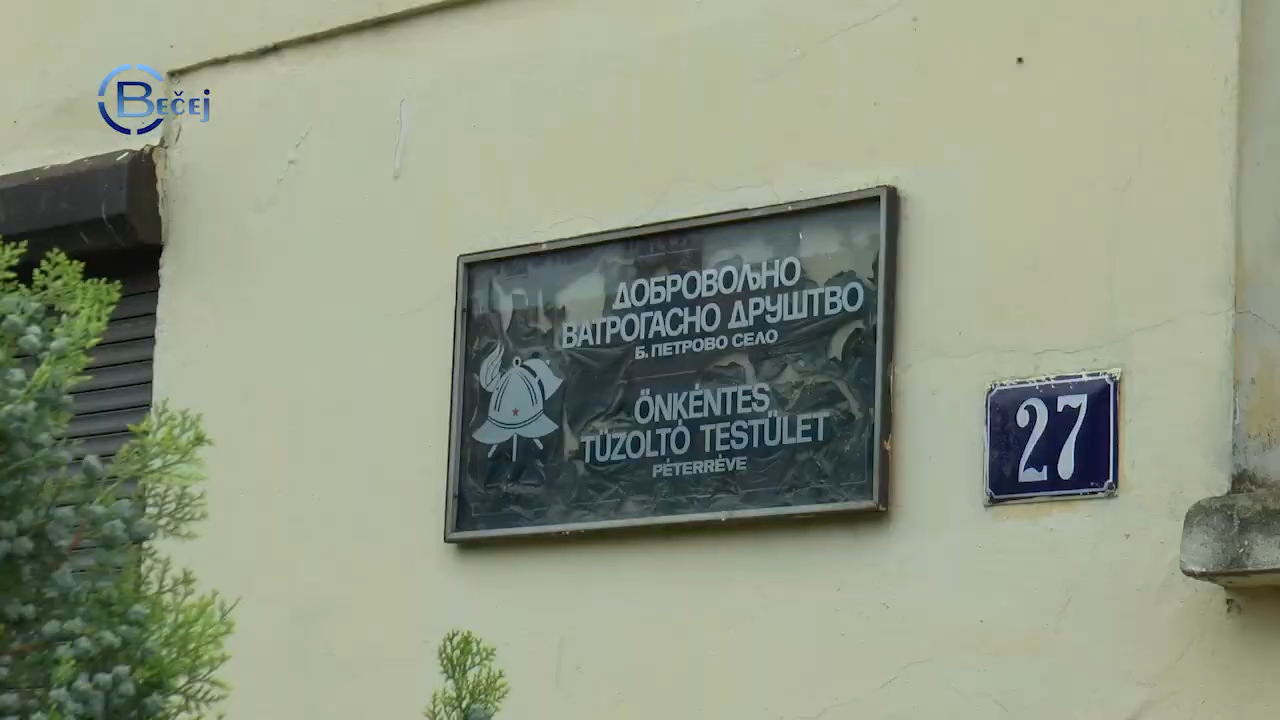 BEČEJ
ДОБРОВОЉНО
ВАТРОГАСНО ДРУШТВО
Б. ПЕТРОВО СЕЛО
ÖNKÉNTES
TŰZOLTÓ TESTÜLET
PÉTERRÉVE
27